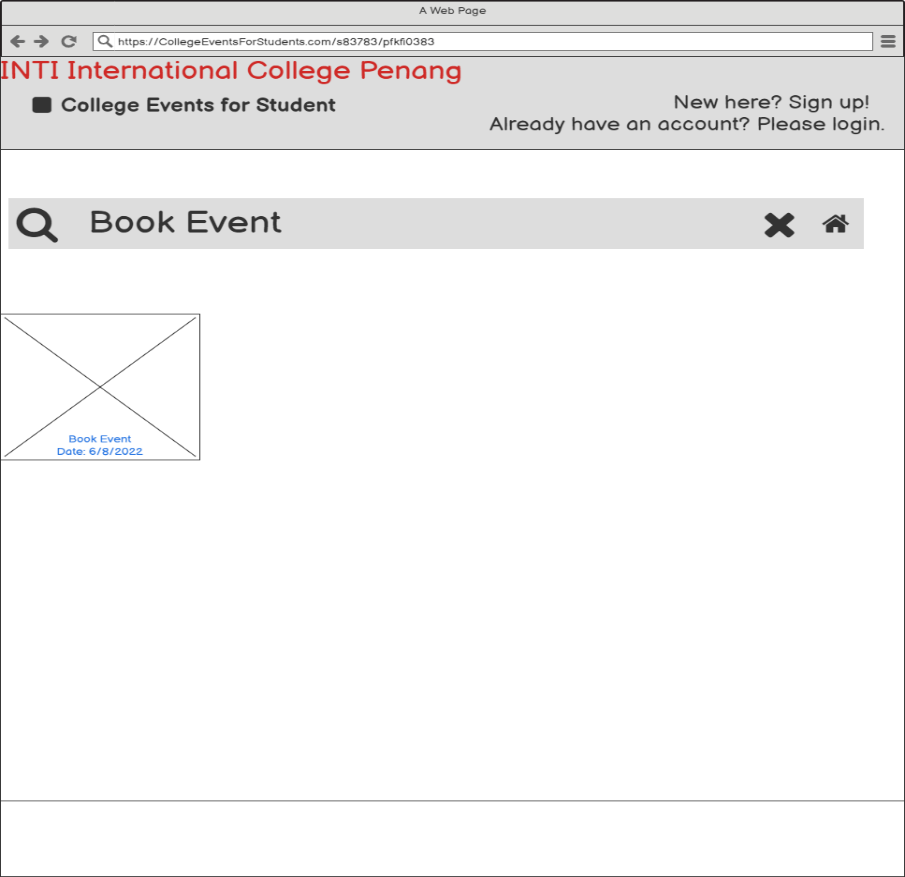 A Web Page
https://CollegeEventsForStudents.com/s83783/pfkfi0383
INTI International College Penang
College Events for Student
New here? Sign up!
Already have an account? Please login.
Book Event
Book Event
Date: 6/8/2022